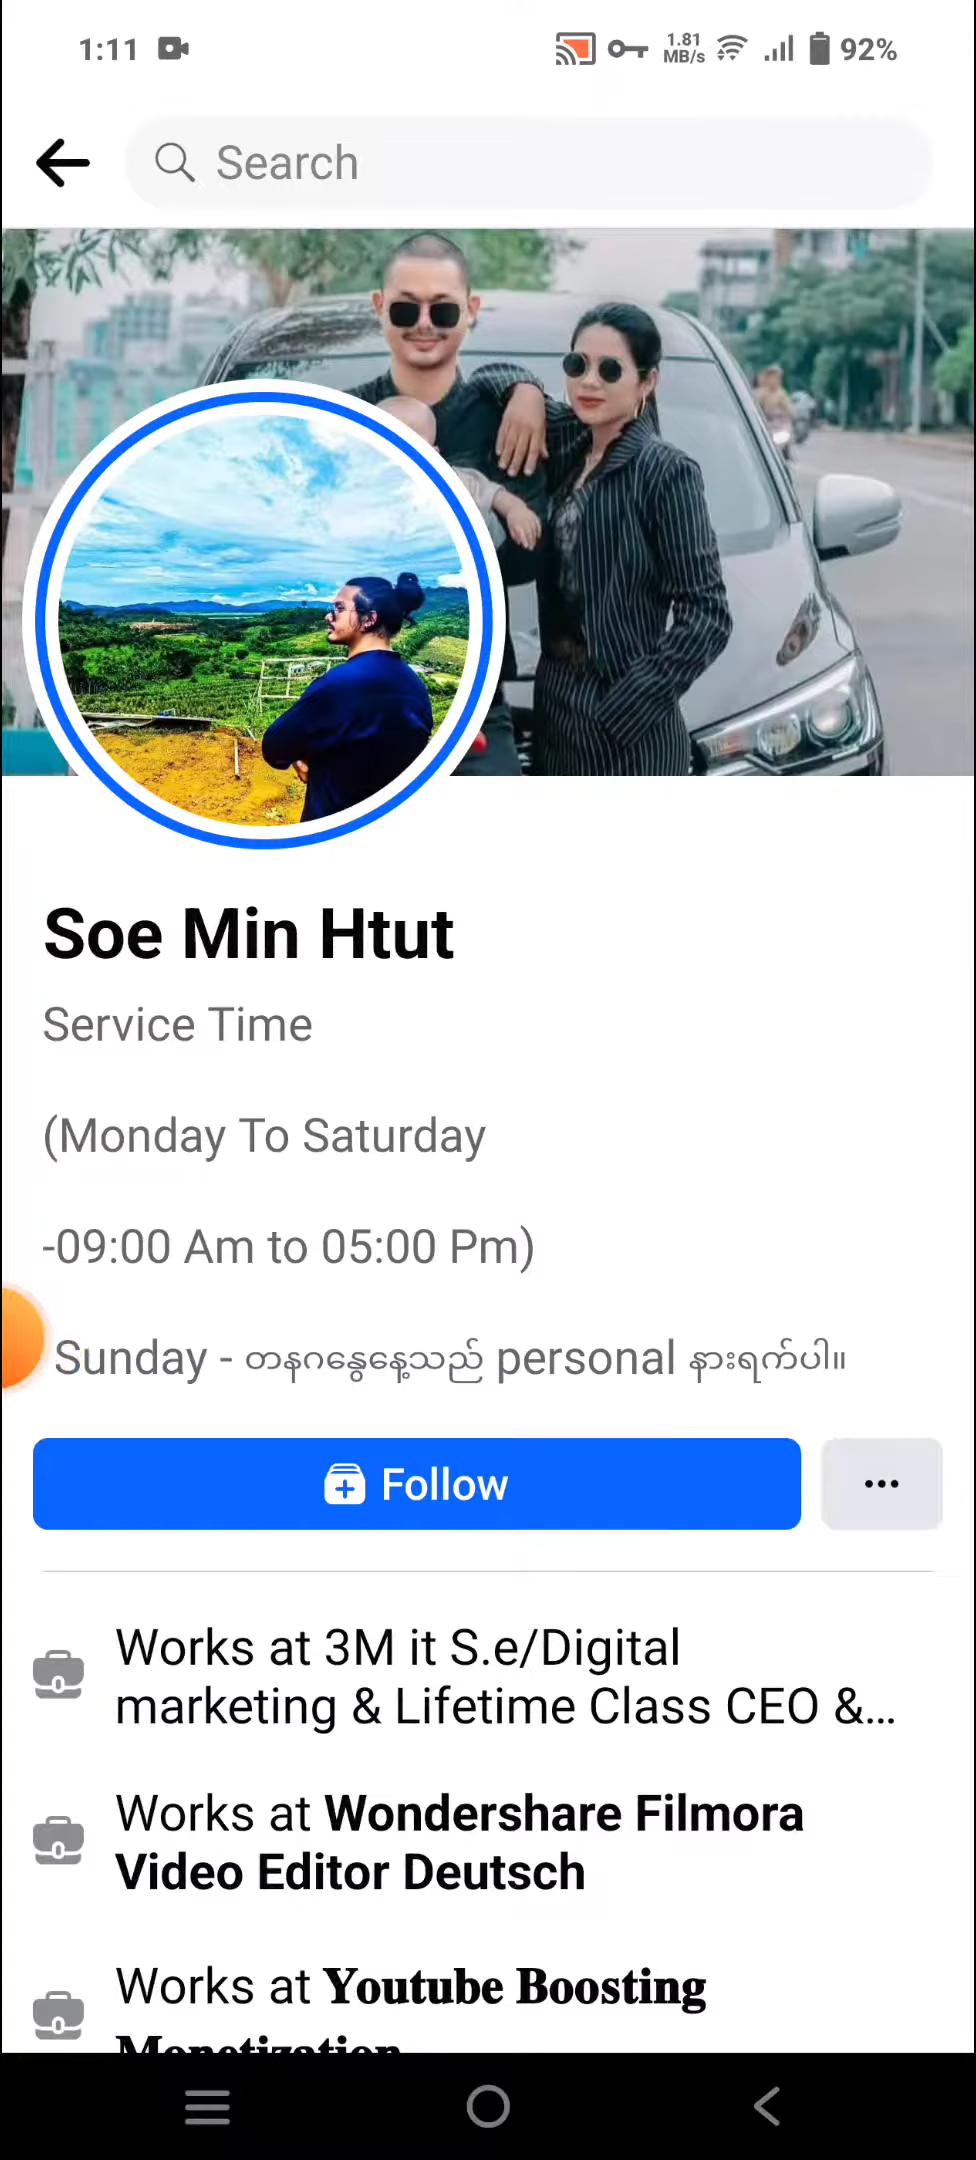 1:11
1.81
MB/s
92%
Search
Soe Min Htut
Service Time
(Monday To Saturday
-09:00 Am to 05:00 Pm)
Sunday - တနဂနွေနေ့သည် personal နားရက်ပါ။
Follow
Works at 3M it S.e/Digital
marketing & Lifetime Class CEO &...
Works at Wondershare Filmora
Video Editor Deutsch
Works at 𝐘𝐨𝐮𝐭𝐮𝐛𝐞 𝐁𝐨𝐨𝐬𝐭𝐢𝐧𝐠
𝐌𝐨𝐧𝐞𝐭𝐢𝐳𝐚𝐭𝐢𝐨𝐧